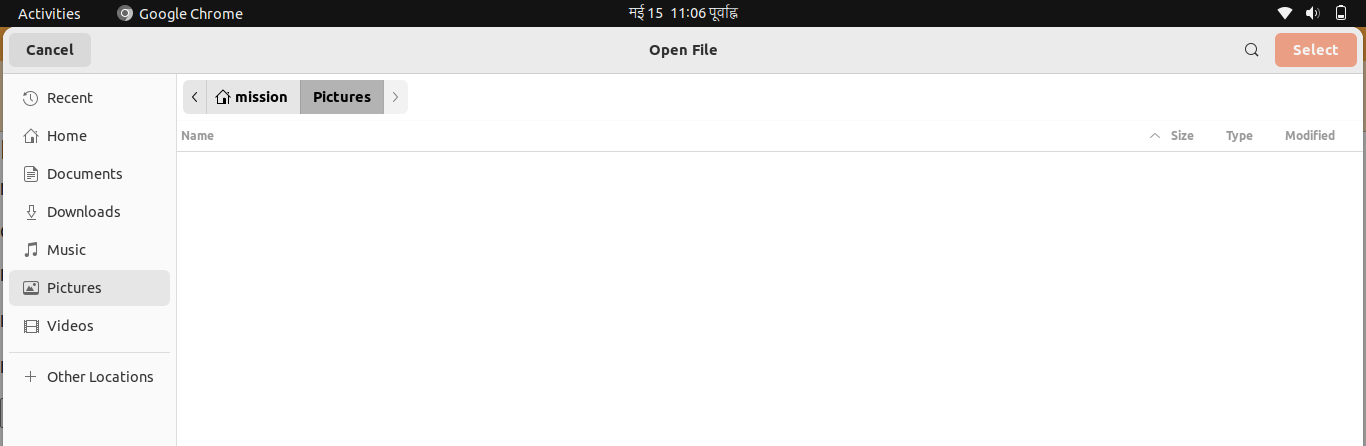 Activities Google Chrome मई 15 11:06 पूर्वाह्न
Cancel Open File Select
Recent
Home
Documents
Downloads
Music
Pictures
Videos
Other Locations
mission Pictures
Name Size Type Modified